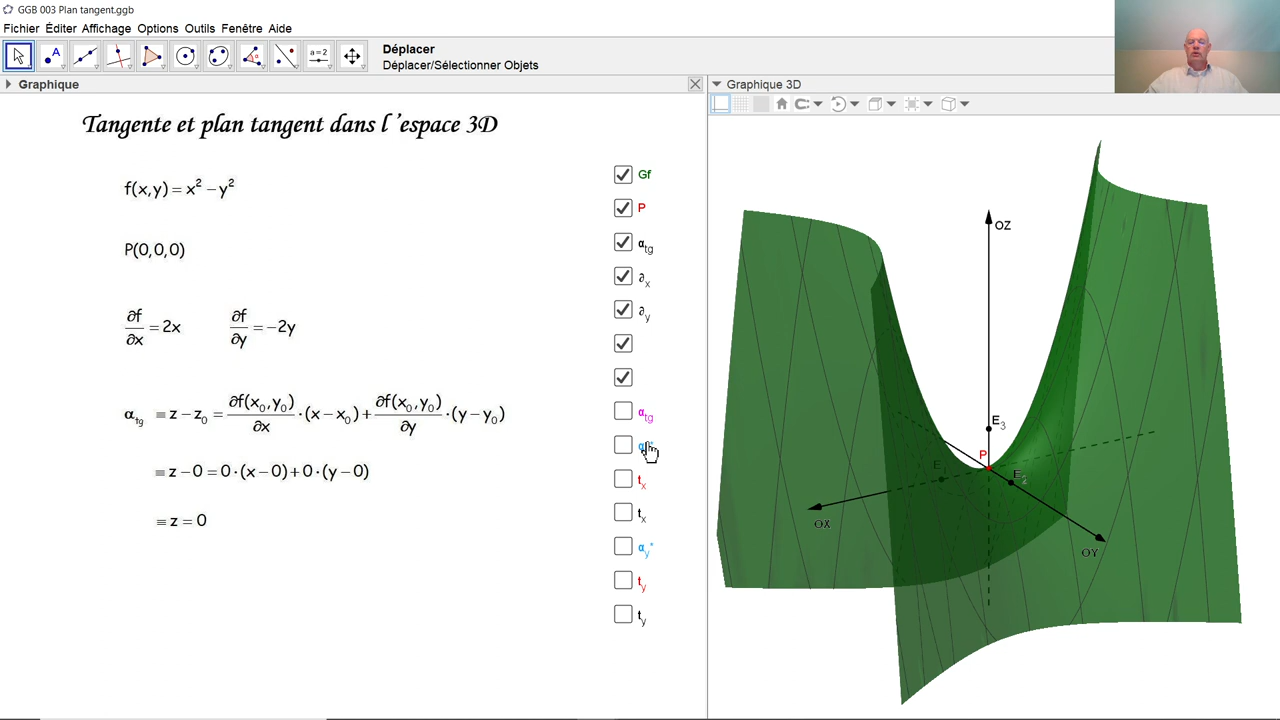 GGB 003 Plan tangent.ggb
Fichier Éditer Affichage Options Outils Fenêtre Aide
A
a=2
Déplacer
Déplacer/Sélectionner Objets
Graphique
Graphique 3D
Tangente et plan tangent dans l'espace 3D
f(x,y) = x² − y²
P(0,0,0)
∂f/∂x = 2x ∂f/∂y = −2y
α_tg ≡ z − z₀ = ∂f(x₀,y₀)/∂x · (x − x₀) + ∂f(x₀,y₀)/∂y · (y − y₀)
≡ z − 0 = 0 · (x − 0) + 0 · (y − 0)
≡ z = 0
Gf
P
α_tg
∂_x
∂_y
α_tg
t_x
t_x
α_y*
t_y
t_y
OZ
E₃
P
E₂
OX
OY